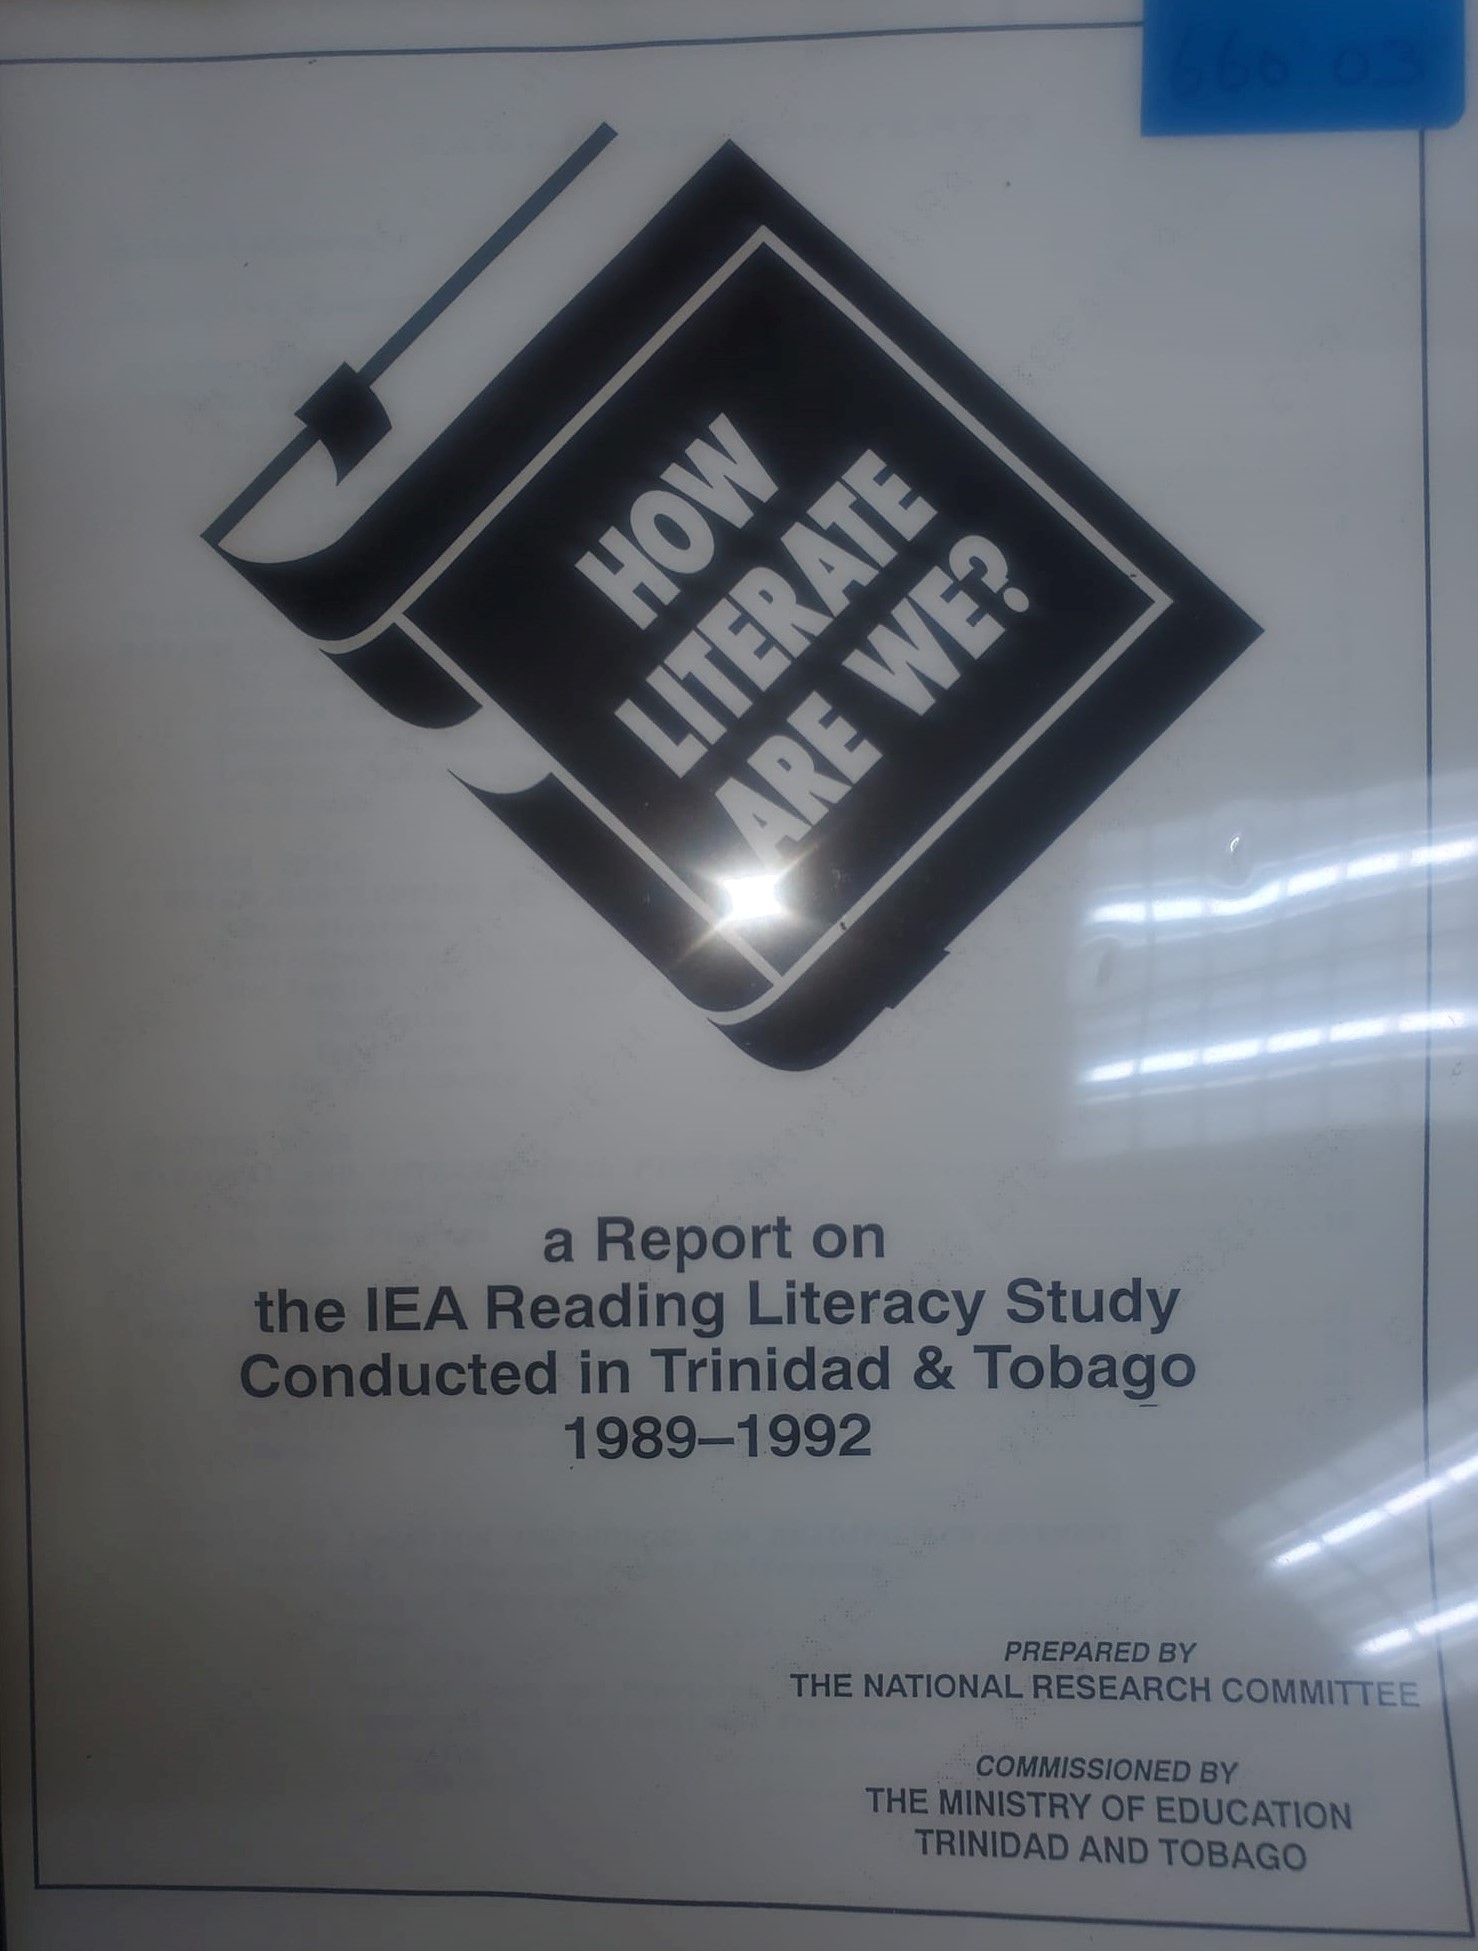 HOW
LITERATE
ARE WE?
a Report on
the IEA Reading Literacy Study
Conducted in Trinidad & Tobago
1989–1992
PREPARED BY
THE NATIONAL RESEARCH COMMITTEE
COMMISSIONED BY
THE MINISTRY OF EDUCATION
TRINIDAD AND TOBAGO